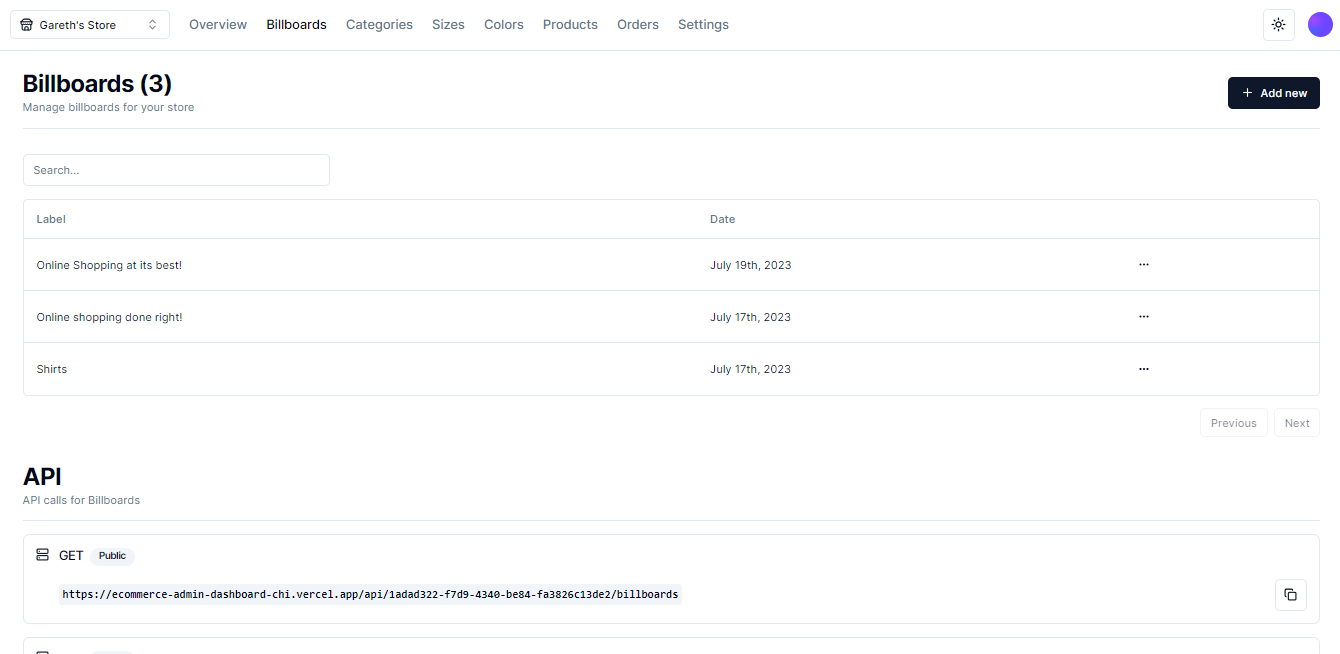 Gareth's Store Overview Billboards Categories Sizes Colors Products Orders Settings
Billboards (3)
Manage billboards for your store
+ Add new
Search...
Label Date
Online Shopping at its best! July 19th, 2023 ...
Online shopping done right! July 17th, 2023 ...
Shirts July 17th, 2023 ...
Previous Next
API
API calls for Billboards
GET Public
https://ecommerce-admin-dashboard-chi.vercel.app/api/1adad322-f7d9-4340-be84-fa3826c13de2/billboards